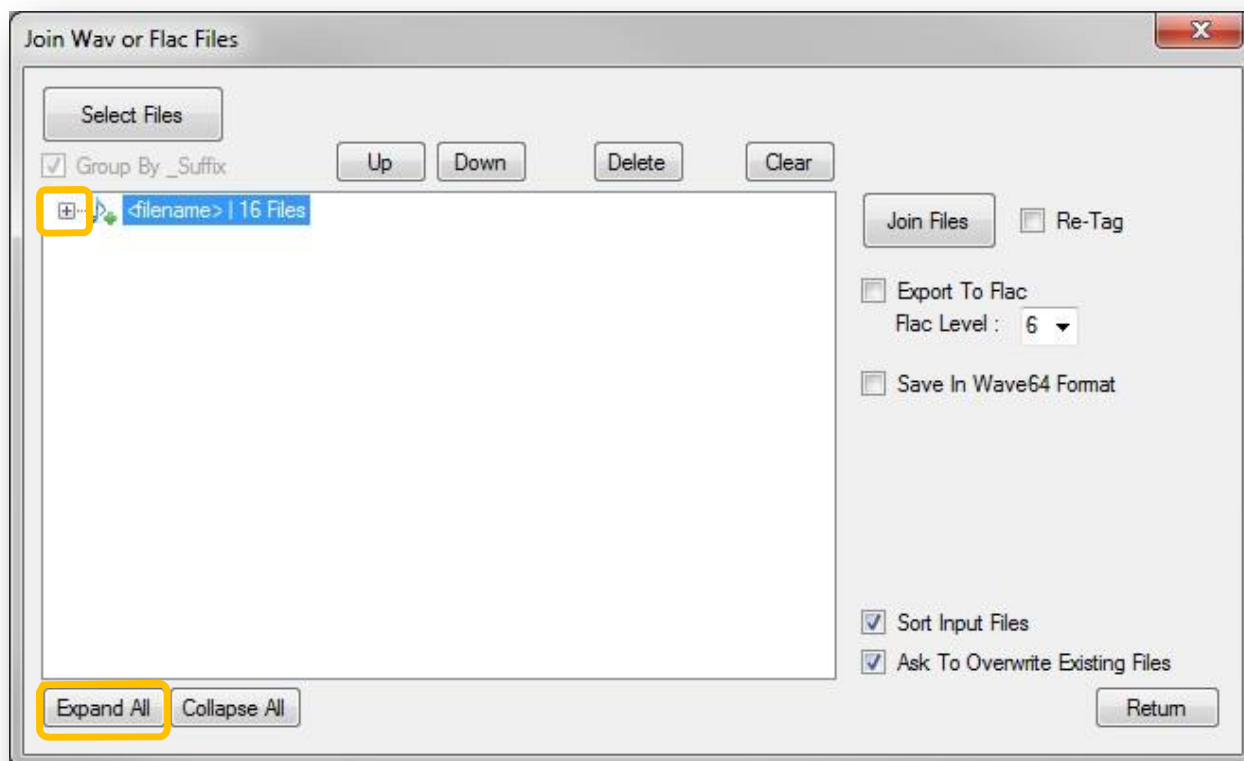 Join Wav or Flac Files
Select Files
Group By _Suffix
Up
Down
Delete
Clear
<filename> | 16 Files
Join Files
Re-Tag
Export To Flac
Flac Level : 6
Save In Wave64 Format
Sort Input Files
Ask To Overwrite Existing Files
Expand All
Collapse All
Return